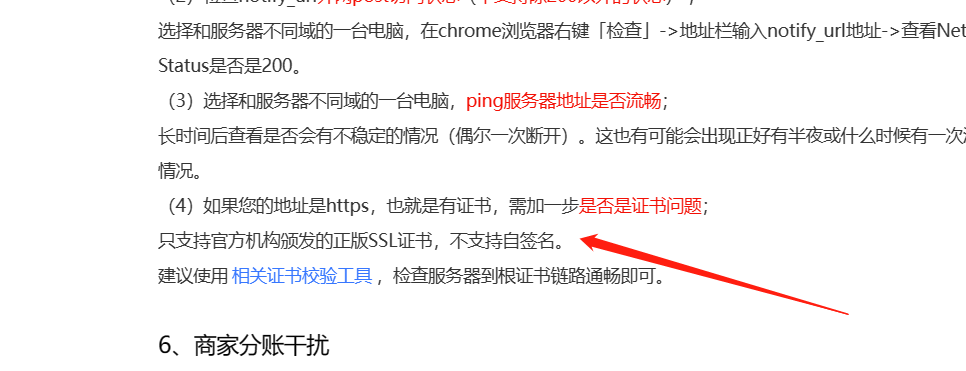 选择和服务器不同域的一台电脑，在chrome浏览器右键「检查」->地址栏输入notify_url地址->查看Net
Status是否是200。
（3）选择和服务器不同域的一台电脑，ping服务器地址是否流畅；
长时间后查看是否会有不稳定的情况（偶尔一次断开）。这也有可能会出现正好有半夜或什么时候有一次
情况。
（4）如果您的地址是https，也就是有证书，需加一步是否是证书问题；
只支持官方机构颁发的正版SSL证书，不支持自签名。
建议使用 相关证书校验工具 ，检查服务器到根证书链路通畅即可。
6、商家分账干扰